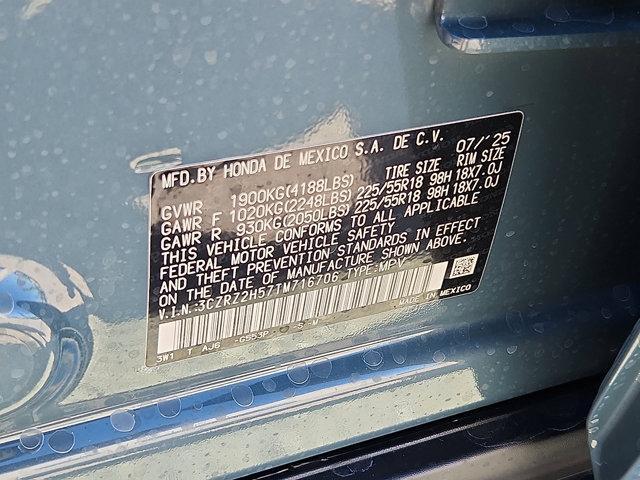 MFD. BY HONDA DE MEXICO S.A. DE C.V. 07/'25
GVWR 1900KG(4188LBS) TIRE SIZE RIM SIZE
GAWR F 1020KG(2248LBS) 225/55R18 98H 18X7.0J
GAWR R 930KG(2050LBS) 225/55R18 98H 18X7.0J
THIS VEHICLE CONFORMS TO ALL APPLICABLE
FEDERAL MOTOR VEHICLE SAFETY
AND THEFT PREVENTION STANDARDS IN EFFECT
ON THE DATE OF MANUFACTURE SHOWN ABOVE.
V.I.N.:3CZRZ2H57TM716706 TYPE:MPV
MADE IN MEXICO
3W1 T AJ6 -G553P- -S-M